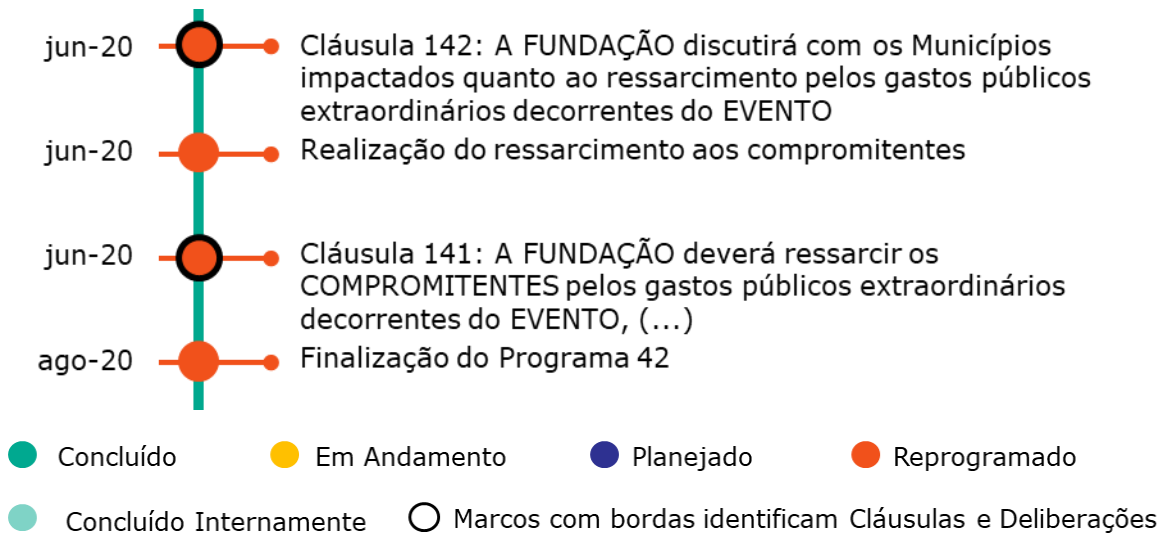 jun-20 Cláusula 142: A FUNDAÇÃO discutirá com os Municípios
impactados quanto ao ressarcimento pelos gastos públicos
extraordinários decorrentes do EVENTO
jun-20 Realização do ressarcimento aos compromitentes
jun-20 Cláusula 141: A FUNDAÇÃO deverá ressarcir os
COMPROMITENTES pelos gastos públicos extraordinários
decorrentes do EVENTO, (...)
ago-20 Finalização do Programa 42
Concluído Em Andamento Planejado Reprogramado
Concluído Internamente Marcos com bordas identificam Cláusulas e Deliberações